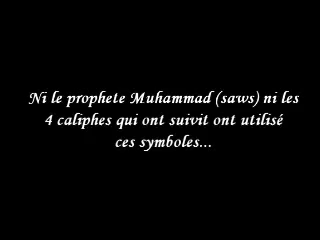 Ni le prophete Muhammad (saws) ni les
4 caliphes qui ont suivit ont utilisé
ces symboles...